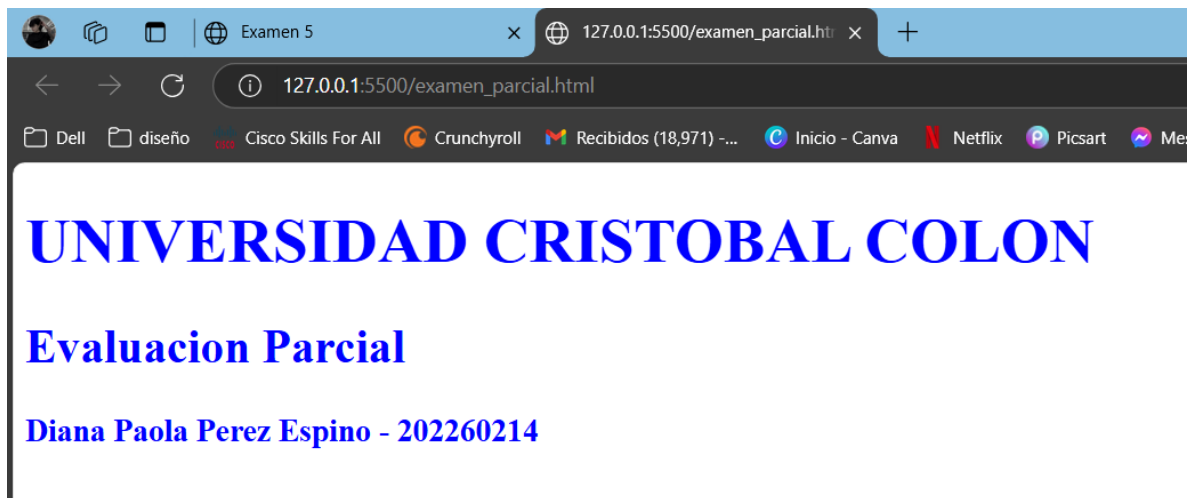 Examen 5
127.0.0.1:5500/examen_parcial.htr
127.0.0.1:5500/examen_parcial.html
Dell diseño Cisco Skills For All Crunchyroll Recibidos (18,971) -... Inicio - Canva Netflix Picsart Mes
UNIVERSIDAD CRISTOBAL COLON
Evaluacion Parcial
Diana Paola Perez Espino - 202260214